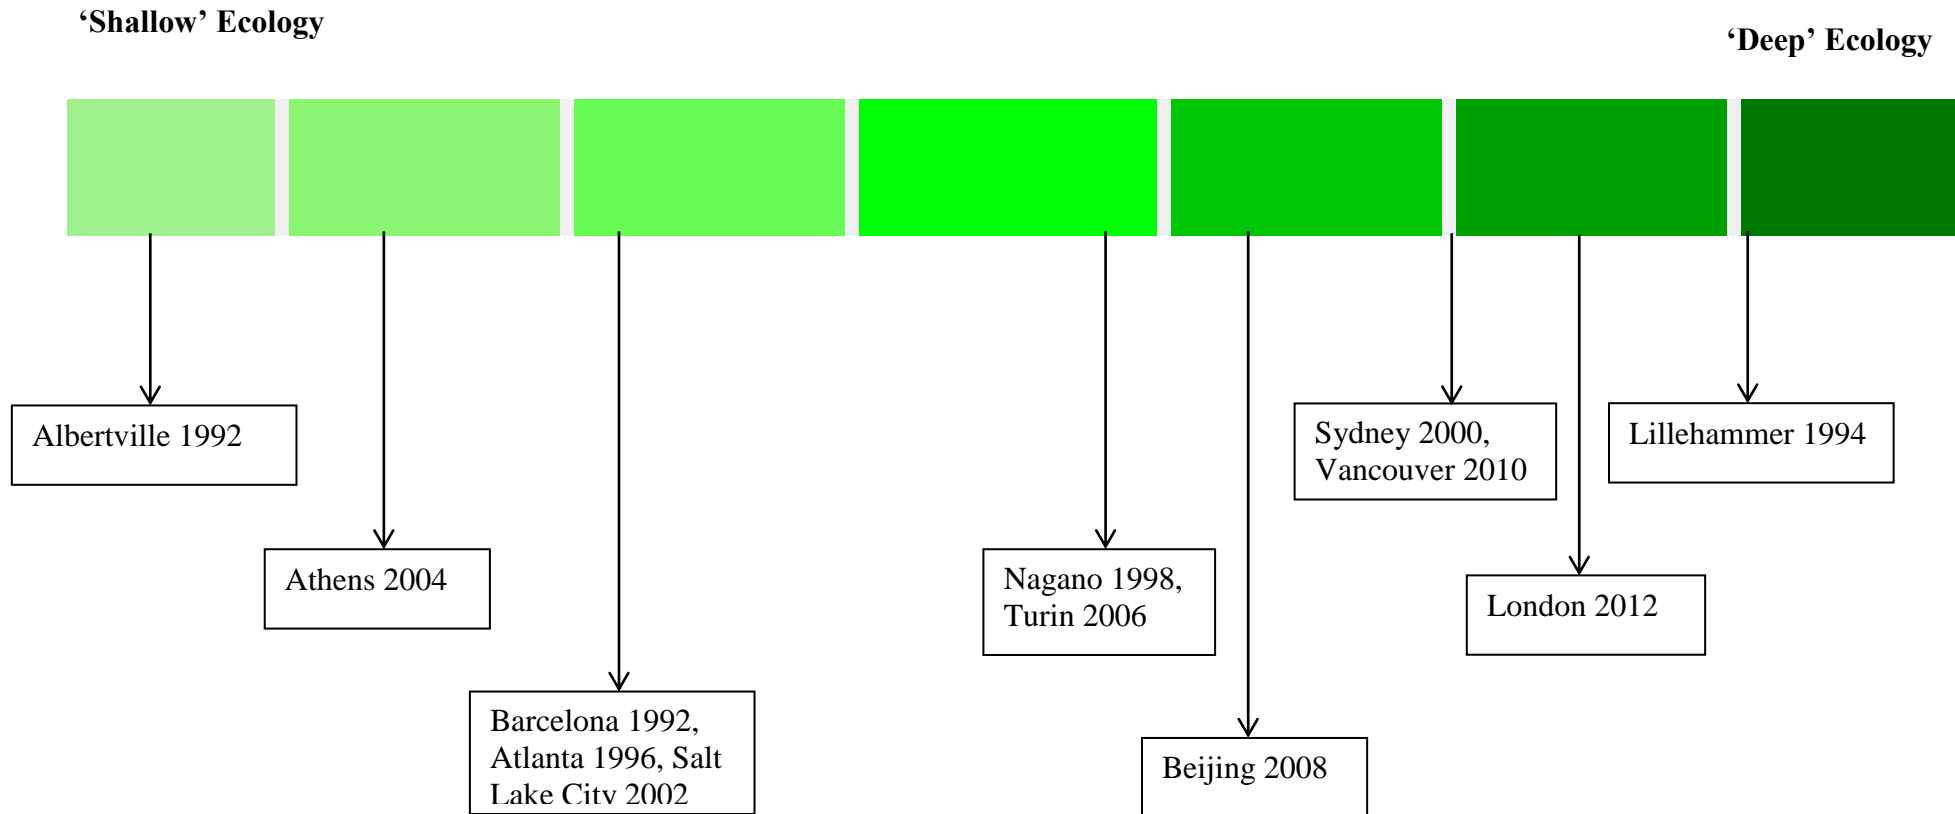 ‘Shallow’ Ecology
‘Deep’ Ecology
Albertville 1992
Athens 2004
Barcelona 1992,
Atlanta 1996, Salt
Lake City 2002
Nagano 1998,
Turin 2006
Beijing 2008
Sydney 2000,
Vancouver 2010
London 2012
Lillehammer 1994